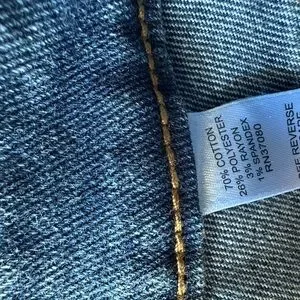 70% COTTON
26% POLYESTER
3% RAYON
1% SPANDEX
RN37080
SEE REVERSE